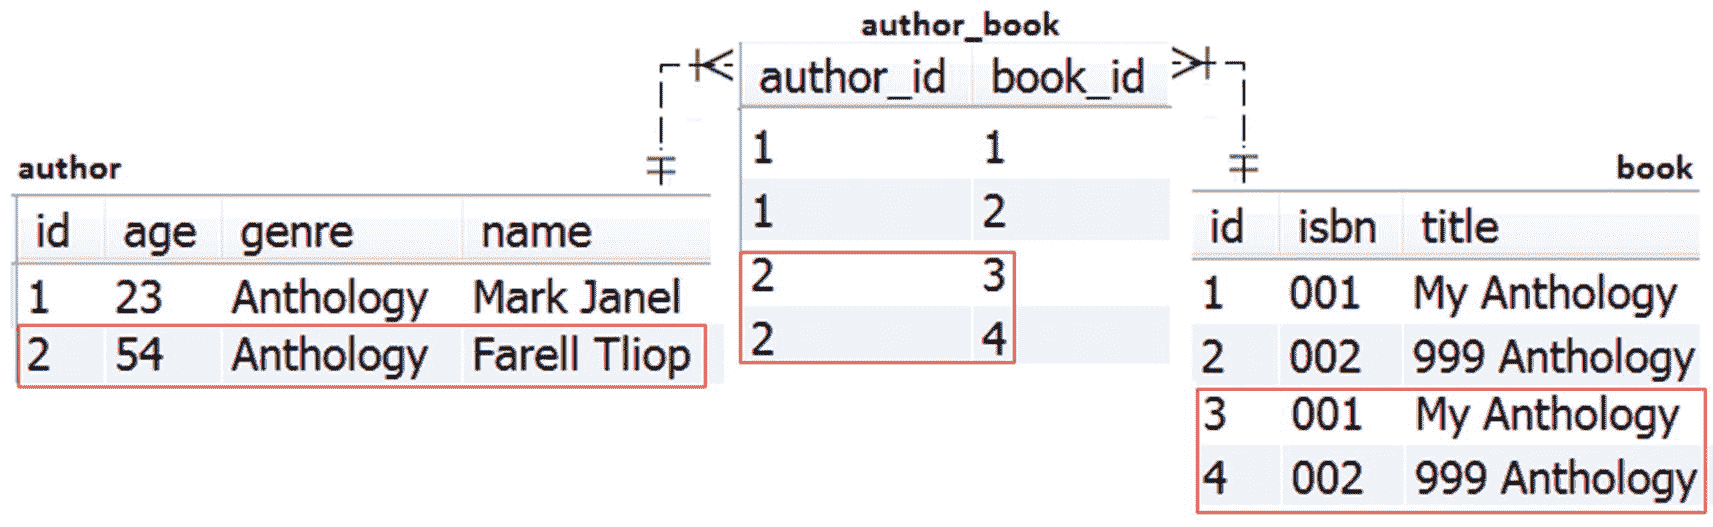 author_book
author_id book_id
1 1
1 2
2 3
2 4
author
id age genre name
1 23 Anthology Mark Janel
2 54 Anthology Farell Tliop
book
id isbn title
1 001 My Anthology
2 002 999 Anthology
3 001 My Anthology
4 002 999 Anthology